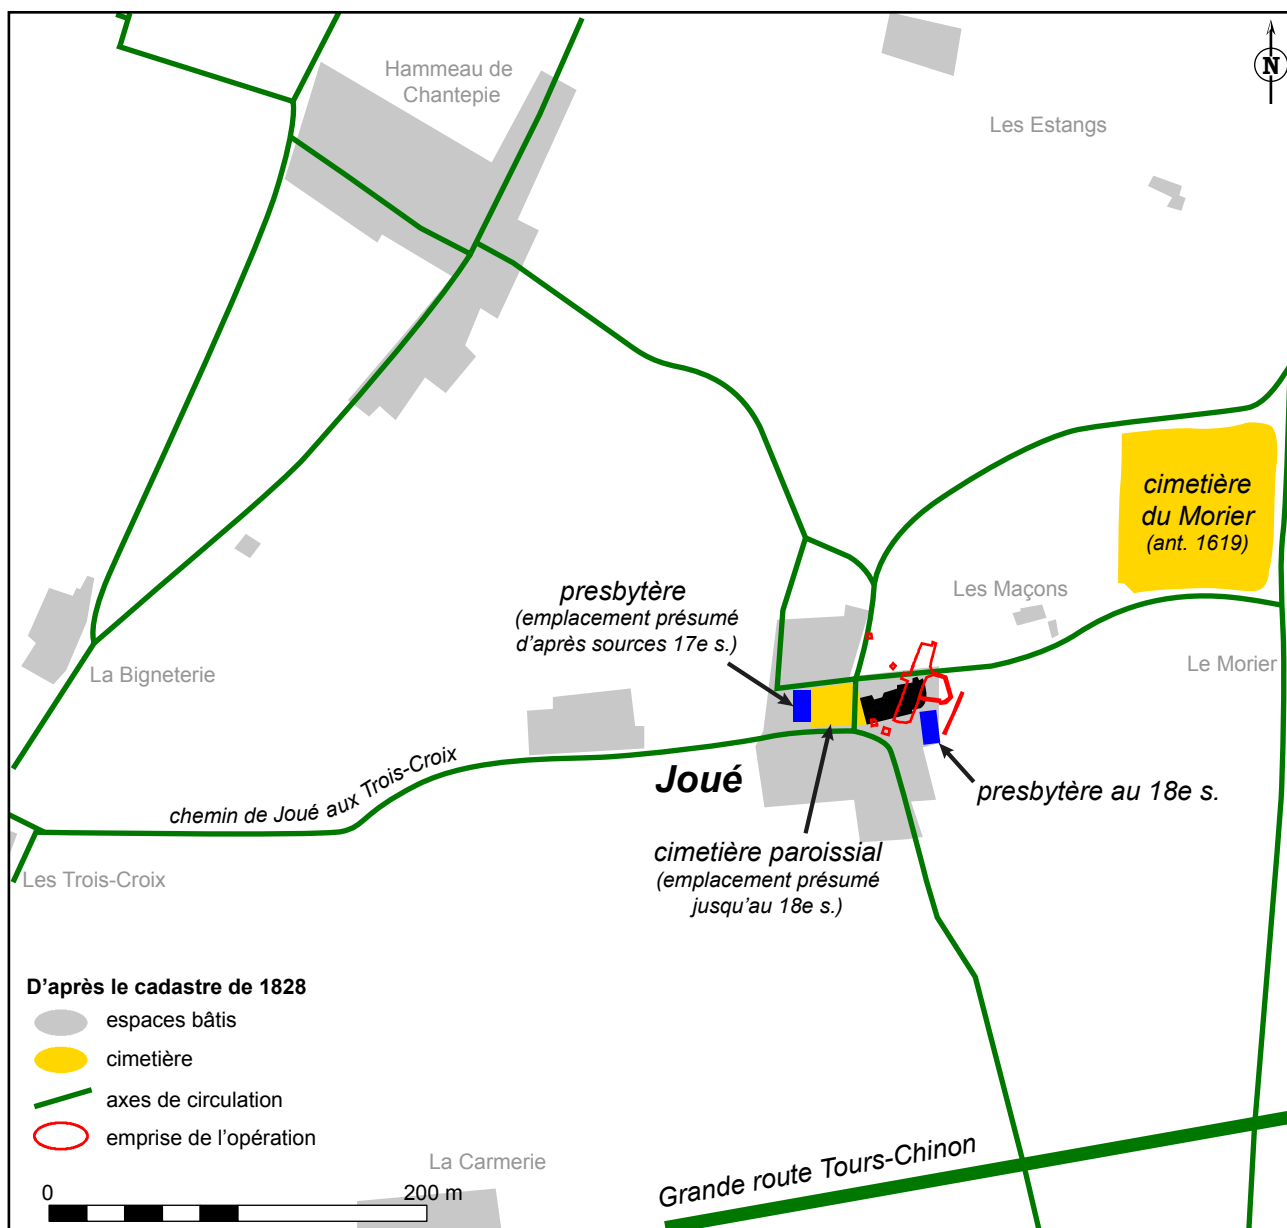 Hammeau de
Chantepie
N
Les Estangs
cimetière
du Morier
(ant. 1619)
presbytère
(emplacement présumé
d'après sources 17e s.)
Les Maçons
Le Morier
La Bigneterie
Joué
chemin de Joué aux Trois-Croix
presbytère au 18e s.
cimetière paroissial
(emplacement présumé
jusqu'au 18e s.)
Les Trois-Croix
D'après le cadastre de 1828
espaces bâtis
cimetière
axes de circulation
emprise de l'opération
La Carmerie
Grande route Tours-Chinon
0
200 m